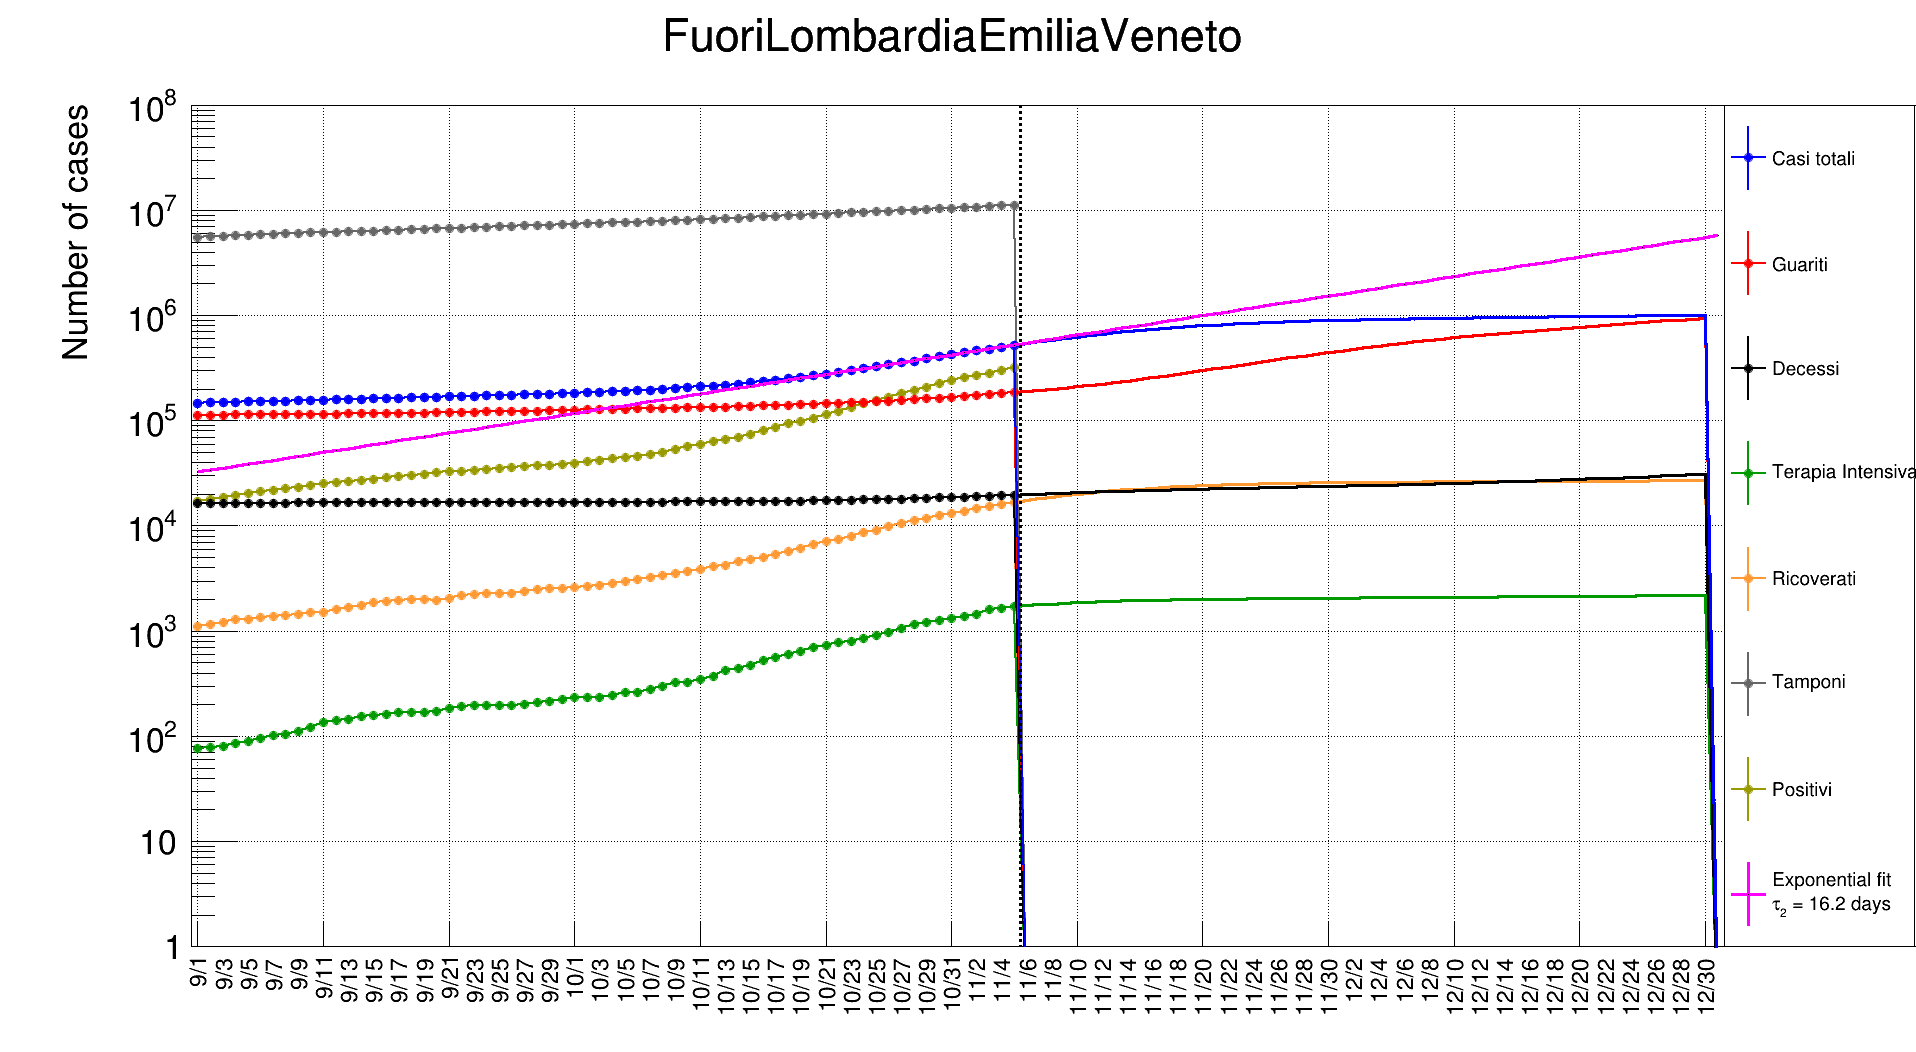 FuoriLombardiaEmiliaVeneto
Number of cases
10^8
10^7
10^6
10^5
10^4
10^3
10^2
10
1
9/1 9/3 9/5 9/7 9/9 9/11 9/13 9/15 9/17 9/19 9/21 9/23 9/25 9/27 9/29 10/1 10/3 10/5 10/7 10/9 10/11 10/13 10/15 10/17 10/19 10/21 10/23 10/25 10/27 10/29 10/31 11/2 11/4 11/6 11/8 11/10 11/12 11/14 11/16 11/18 11/20 11/22 11/24 11/26 11/28 11/30 12/2 12/4 12/6 12/8 12/10 12/12 12/14 12/16 12/18 12/20 12/22 12/24 12/26 12/28 12/30
Casi totali
Guariti
Decessi
Terapia Intensiva
Ricoverati
Tamponi
Positivi
Exponential fit
τ₂ = 16.2 days